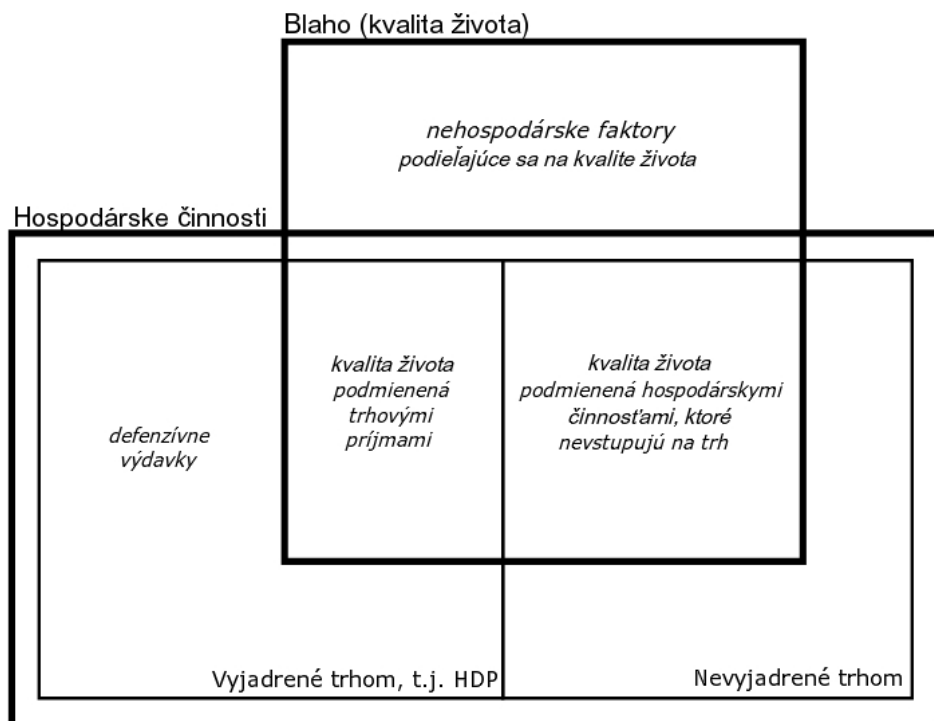 Blaho (kvalita života)
nehospodárske faktory
podieľajúce sa na kvalite života
Hospodárske činnosti
kvalita života
podmienená
trhovými
príjmami
kvalita života
podmienená hospodárskymi
činnosťami, ktoré
nevstupujú na trh
defenzívne
výdavky
Vyjadrené trhom, t.j. HDP
Nevyjadrené trhom